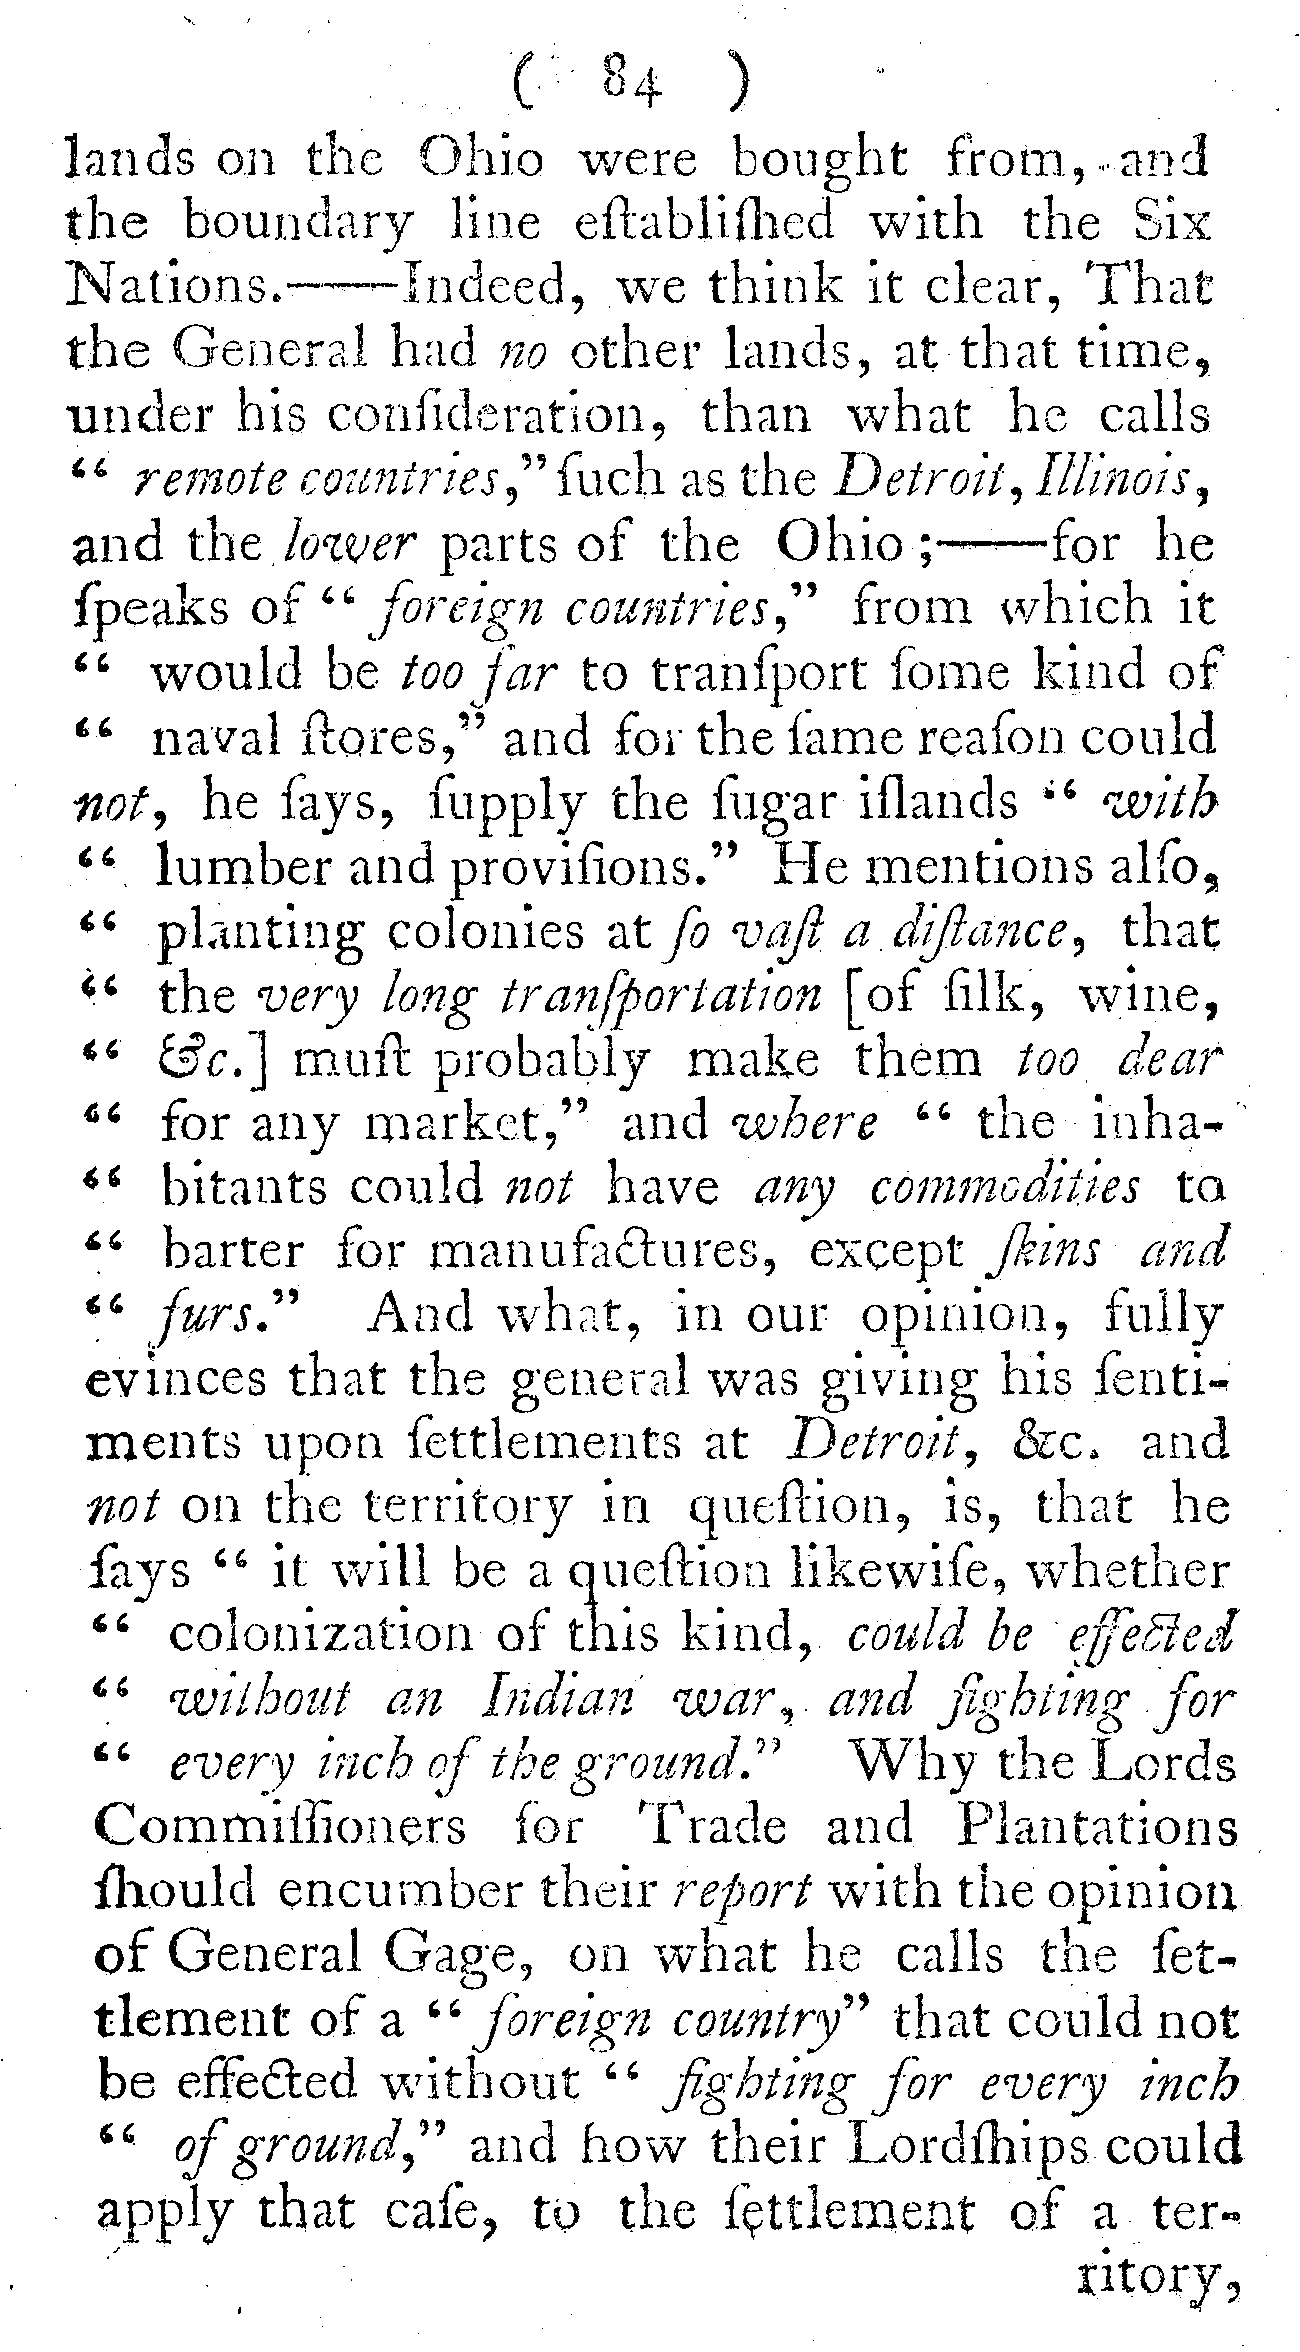 ( 84 )
lands on the Ohio were bought from, and
the boundary line eſtabliſhed with the Six
Nations.——Indeed, we think it clear, That
the General had no other lands, at that time,
under his conſideration, than what he calls
“ remote countries,” ſuch as the Detroit, Illinois,
and the lower parts of the Ohio ;——for he
ſpeaks of “ foreign countries,” from which it
“ would be too far to tranſport ſome kind of
“ naval ſtores,” and for the ſame reaſon could
not, he ſays, ſupply the ſugar iſlands “ with
“ lumber and proviſions.” He mentions alſo,
“ planting colonies at ſo vaſt a diſtance, that
“ the very long tranſportation [of ſilk, wine,
“ &c.] muſt probably make them too dear
“ for any market,” and where “ the inha-
“ bitants could not have any commodities to
“ barter for manufactures, except ſkins and
“ furs.” And what, in our opinion, fully
evinces that the general was giving his ſenti-
ments upon ſettlements at Detroit, &c. and
not on the territory in queſtion, is, that he
ſays “ it will be a queſtion likewiſe, whether
“ colonization of this kind, could be effected
“ without an Indian war, and fighting for
“ every inch of the ground.” Why the Lords
Commiſſioners for Trade and Plantations
ſhould encumber their report with the opinion
of General Gage, on what he calls the ſet-
tlement of a “ foreign country” that could not
be effected without “ fighting for every inch
“ of ground,” and how their Lordſhips could
apply that caſe, to the ſettlement of a ter-
ritory,